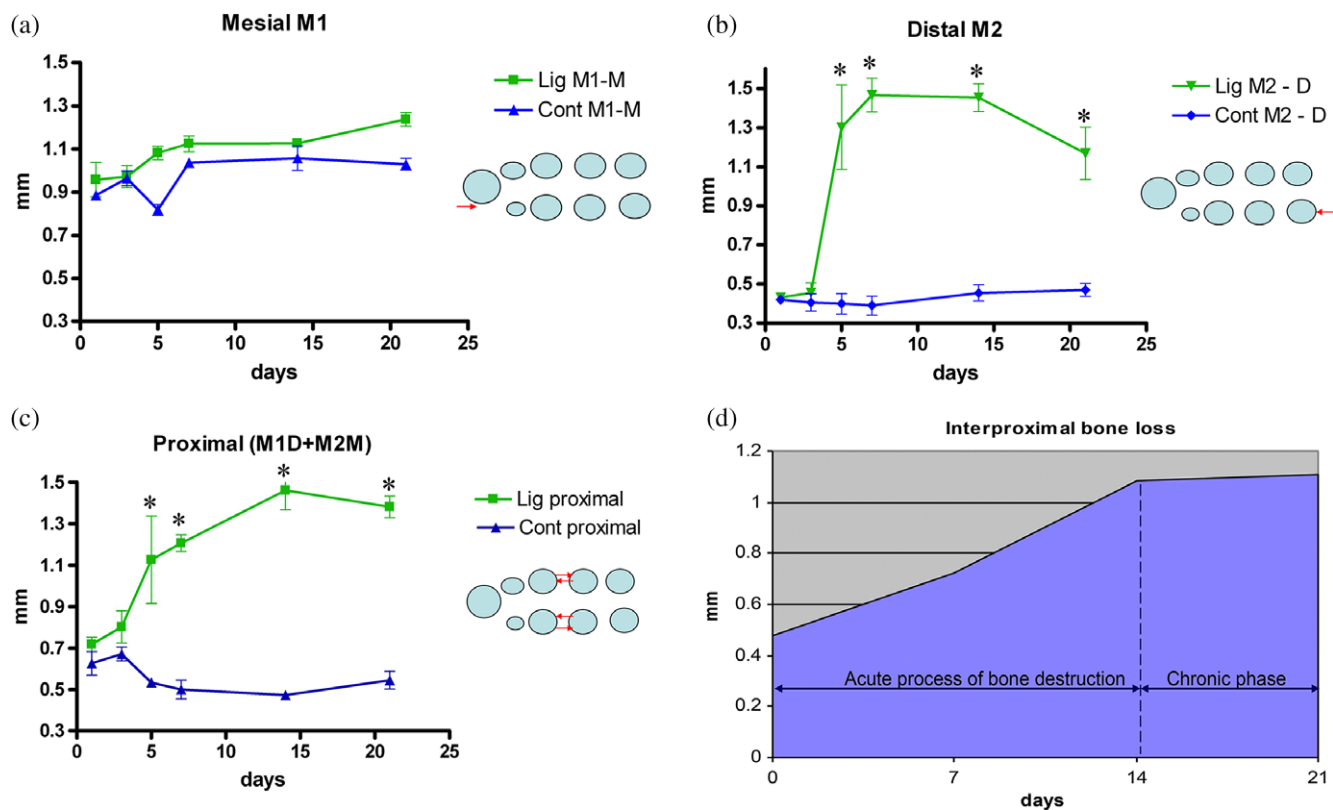 (a)
Mesial M1
1.5
1.3
1.1
0.9
0.7
0.5
0.3
mm
0 5 10 15 20 25
days
Lig M1-M
Cont M1-M
(b)
Distal M2
* * * *
1.5
1.3
1.1
0.9
0.7
0.5
0.3
mm
0 5 10 15 20 25
days
Lig M2 - D
Cont M2 - D
(c)
Proximal (M1D+M2M)
* * * *
1.5
1.3
1.1
0.9
0.7
0.5
0.3
mm
0 5 10 15 20 25
days
Lig proximal
Cont proximal
(d)
Interproximal bone loss
1.2
1
0.8
0.6
0.4
0.2
0
mm
Acute process of bone destruction Chronic phase
0 7 14 21
days